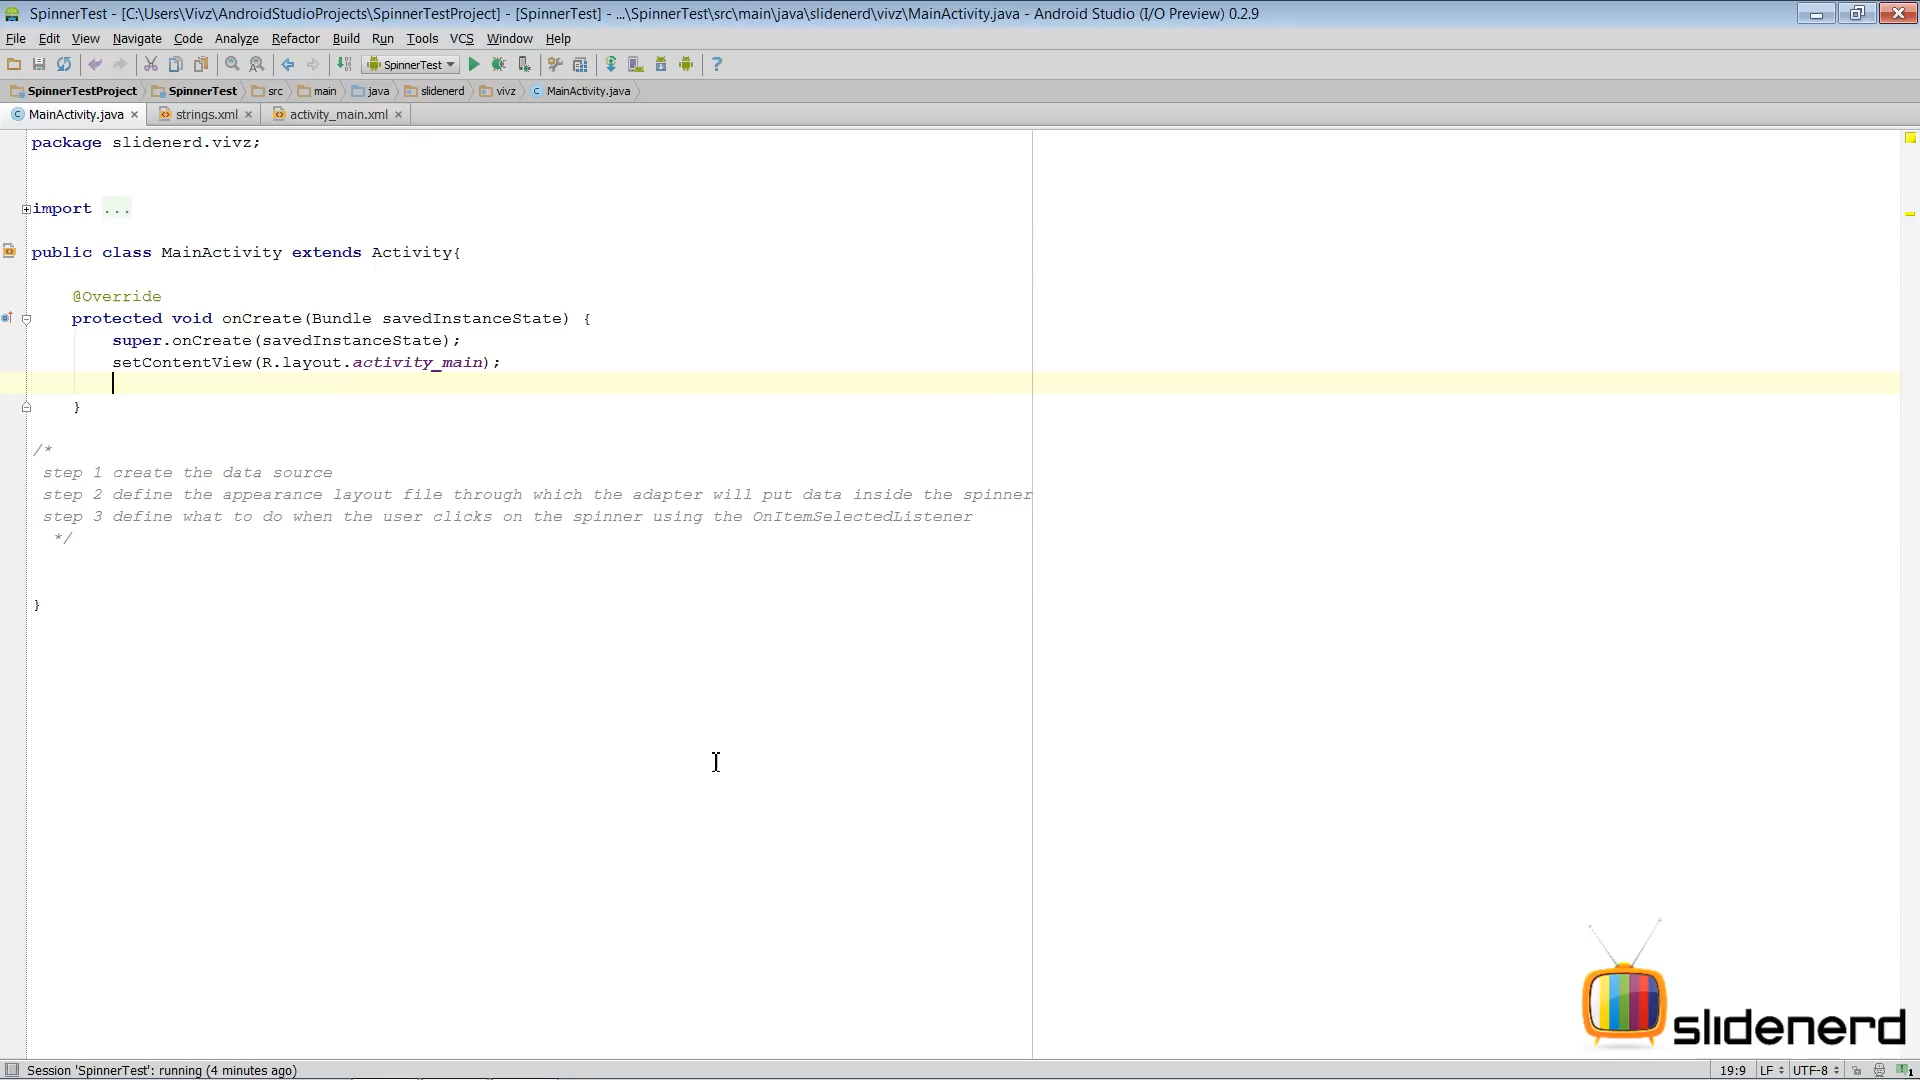 SpinnerTest - [C:\Users\Vivz\AndroidStudioProjects\SpinnerTestProject] - [SpinnerTest] - ...\SpinnerTest\src\main\java\slidenerd\vivz\MainActivity.java - Android Studio (I/O Preview) 0.2.9
File Edit View Navigate Code Analyze Refactor Build Run Tools VCS Window Help
SpinnerTest
SpinnerTestProject SpinnerTest src main java slidenerd vivz MainActivity.java
MainActivity.java strings.xml activity_main.xml
package slidenerd.vivz;
import ...
public class MainActivity extends Activity{
@Override
protected void onCreate(Bundle savedInstanceState) {
super.onCreate(savedInstanceState);
setContentView(R.layout.activity_main);
}
/*
step 1 create the data source
step 2 define the appearance layout file through which the adapter will put data inside the spinner
step 3 define what to do when the user clicks on the spinner using the OnItemSelectedListener
*/
}
slidenerd
Session 'SpinnerTest': running (4 minutes ago) 19:9 LF UTF-8 1